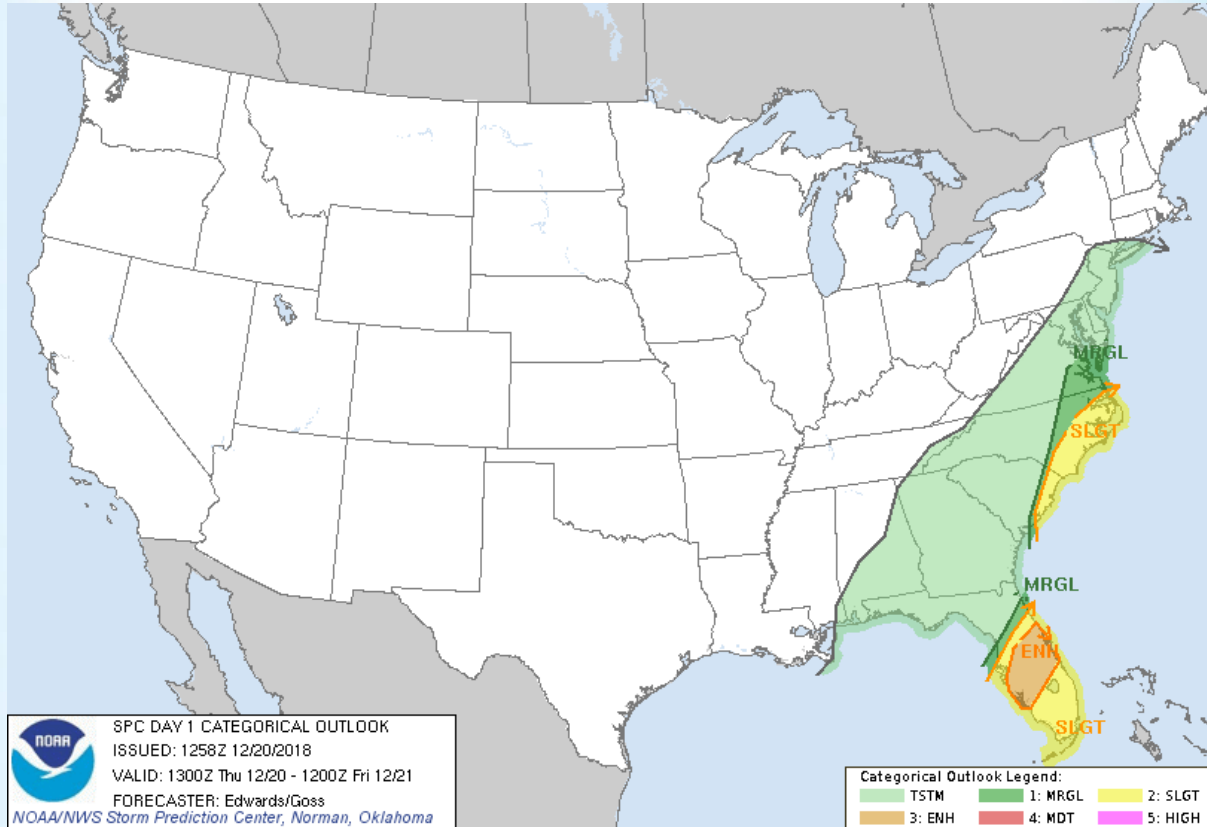 MRGL
SLGT
MRGL
ENH
SLGT
NOAA
SPC DAY 1 CATEGORICAL OUTLOOK
ISSUED: 1258Z 12/20/2018
VALID: 1300Z Thu 12/20 - 1200Z Fri 12/21
FORECASTER: Edwards/Goss
NOAA/NWS Storm Prediction Center, Norman, Oklahoma
Categorical Outlook Legend:
TSTM 1: MRGL 2: SLGT
3: ENH 4: MDT 5: HIGH